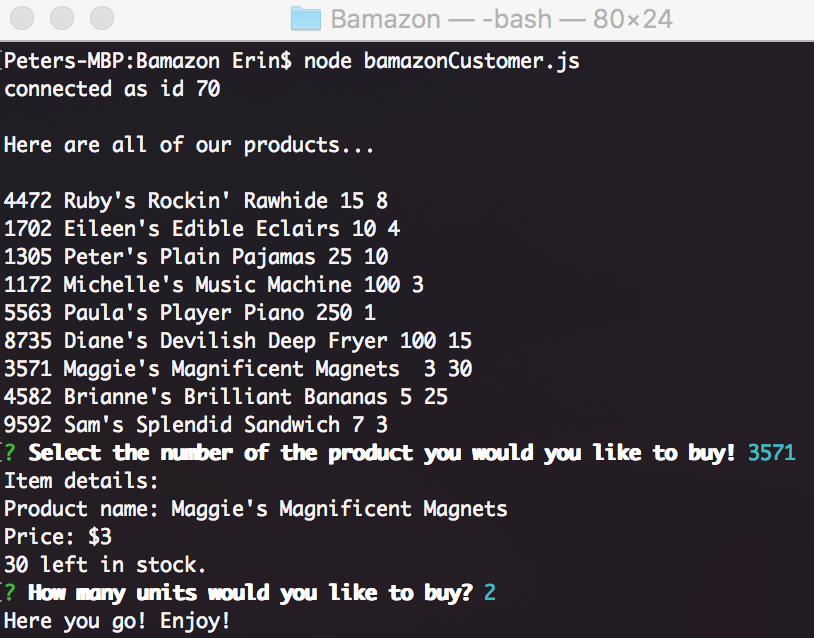 Bamazon — -bash — 80×24
Peters-MBP:Bamazon Erin$ node bamazonCustomer.js
connected as id 70
Here are all of our products...
4472 Ruby's Rockin' Rawhide 15 8
1702 Eileen's Edible Eclairs 10 4
1305 Peter's Plain Pajamas 25 10
1172 Michelle's Music Machine 100 3
5563 Paula's Player Piano 250 1
8735 Diane's Devilish Deep Fryer 100 15
3571 Maggie's Magnificent Magnets  3 30
4582 Brianne's Brilliant Bananas 5 25
9592 Sam's Splendid Sandwich 7 3
? Select the number of the product you would you like to buy! 3571
Item details:
Product name: Maggie's Magnificent Magnets
Price: $3
30 left in stock.
? How many units would you like to buy? 2
Here you go! Enjoy!